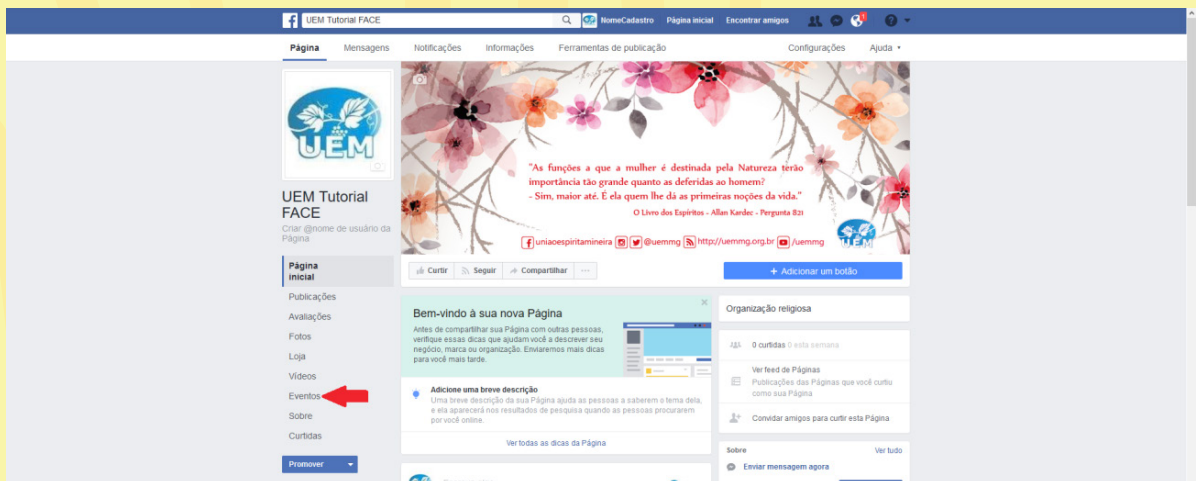 UEM Tutorial FACE
NomeCadastro Página inicial Encontrar amigos
Página Mensagens Notificações Informações Ferramentas de publicação Configurações Ajuda
UEM
UEM Tutorial
FACE
Criar @nome de usuário da
Página
Página
inicial
Publicações
Avaliações
Fotos
Loja
Vídeos
Eventos
Sobre
Curtidas
Promover
"As funções a que a mulher é destinada pela Natureza terão
importância tão grande quanto as deferidas ao homem?
- Sim, maior até. É ela quem lhe dá as primeiras noções da vida."
O Livro dos Espíritos - Allan Kardec - Pergunta 821
uniaoespiritamineira @uemmg http://uemmg.org.br /uemmg
UEM
Curtir Seguir Compartilhar ...
+ Adicionar um botão
Bem-vindo à sua nova Página
Antes de compartilhar sua Página com outras pessoas,
verifique essas dicas que ajudam você a descrever seu
negócio, marca ou organização. Enviaremos mais dicas
para você mais tarde.
Adicione uma breve descrição
Uma breve descrição da sua Página ajuda as pessoas a saberem o tema dela,
e ela aparecerá nos resultados de pesquisa quando as pessoas procurarem
por você online.
Ver todas as dicas da Página
Organização religiosa
0 curtidas 0 esta semana
Ver feed de Páginas
Publicações das Páginas que você curtiu
como sua Página
Convidar amigos para curtir esta Página
Sobre Ver tudo
Enviar mensagem agora